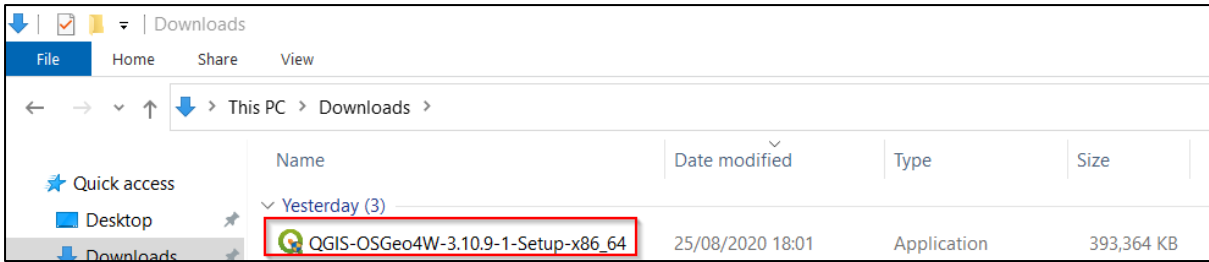 Downloads
File Home Share View
This PC > Downloads >
Name Date modified Type Size
Quick access
Yesterday (3)
Desktop
QGIS-OSGeo4W-3.10.9-1-Setup-x86_64 25/08/2020 18:01 Application 393,364 KB
Downloads